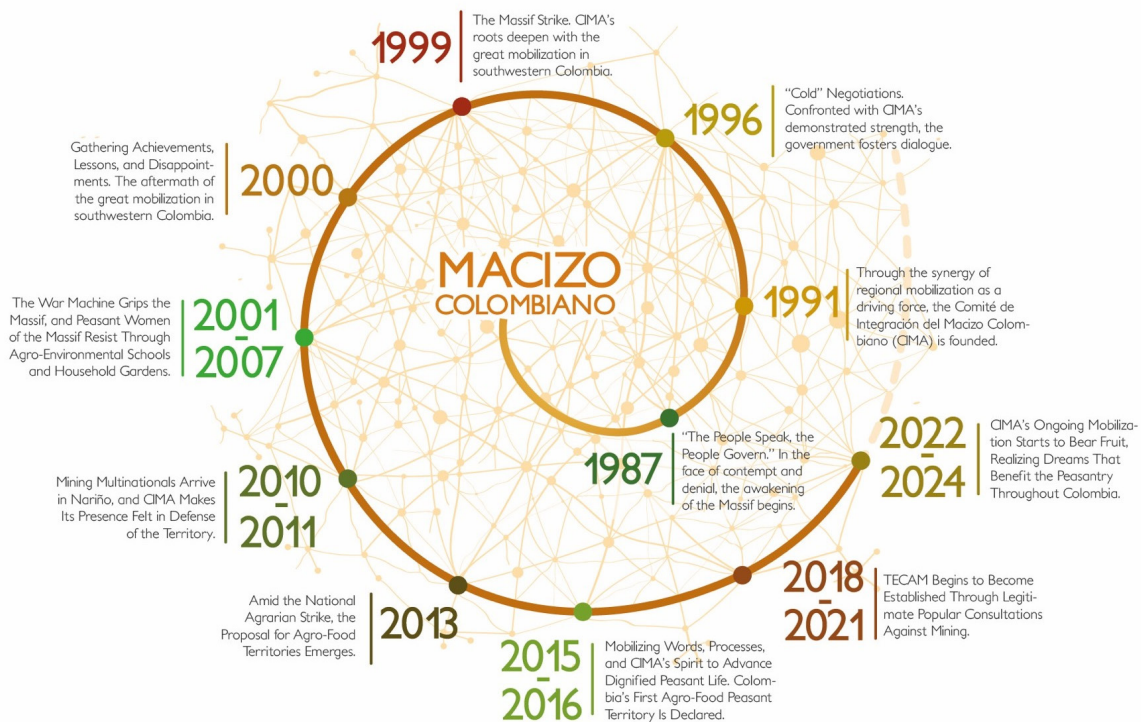 MACIZO
COLOMBIANO
1987
"The People Speak, the
People Govern." In the
face of contempt and
denial, the awakening
of the Massif begins.
1991
Through the synergy of
regional mobilization as a
driving force, the Comité de
Integración del Macizo Colom-
biano (CIMA) is founded.
1996
"Cold" Negotiations.
Confronted with CIMA's
demonstrated strength, the
government fosters dialogue.
1999
The Massif Strike. CIMA's
roots deepen with the
great mobilization in
southwestern Colombia.
2000
Gathering Achievements,
Lessons, and Disappoint-
ments. The aftermath of
the great mobilization in
southwestern Colombia.
2001
-
2007
The War Machine Grips the
Massif, and Peasant Women
of the Massif Resist Through
Agro-Environmental Schools
and Household Gardens.
2010
-
2011
Mining Multinationals Arrive
in Nariño, and CIMA Makes
Its Presence Felt in Defense
of the Territory.
2013
Amid the National
Agrarian Strike, the
Proposal for Agro-Food
Territories Emerges.
2015
-
2016
Mobilizing Words, Processes,
and CIMA's Spirit to Advance
Dignified Peasant Life. Colom-
bia's First Agro-Food Peasant
Territory Is Declared.
2018
-
2021
TECAM Begins to Become
Established Through Legiti-
mate Popular Consultations
Against Mining.
2022
-
2024
CIMA's Ongoing Mobiliza-
tion Starts to Bear Fruit,
Realizing Dreams That
Benefit the Peasantry
Throughout Colombia.